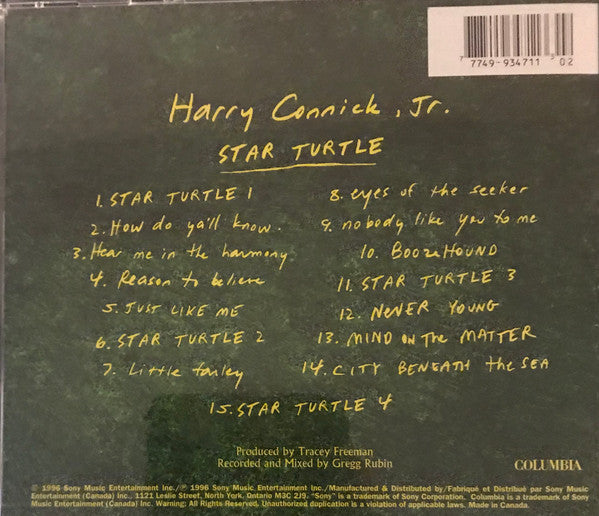 7749-934711
02
Harry Connick, Jr.
STAR TURTLE
1. STAR TURTLE 1
2. How do ya'll know.
3. Hear me in the harmony
4. Reason to believe
5. JUST LIKE ME
6. STAR TURTLE 2
7. Little farley
8. eyes of the seeker
9. nobody like you to me
10. BoozeHOUND
11. STAR TURTLE 3
12. NeVER YOUNG
13. MIND on the MATTER
14. CITY BENEATH the SEA
15. STAR TURTLE 4
Produced by Tracey Freeman
Recorded and Mixed by Gregg Rubin
COLUMBIA
© 1996 Sony Music Entertainment Inc./℗ 1996 Sony Music Entertainment Inc./Manufactured & Distributed by/Fabriqué et Distribué par Sony Music
Entertainment (Canada) Inc., 1121 Leslie Street, North York, Ontario M3C 2J9. "Sony" is a trademark of Sony Corporation. Columbia is a trademark of Sony
Music Entertainment (Canada) Inc. Warning: All Rights Reserved. Unauthorized duplication is a violation of applicable laws. Made in Canada.